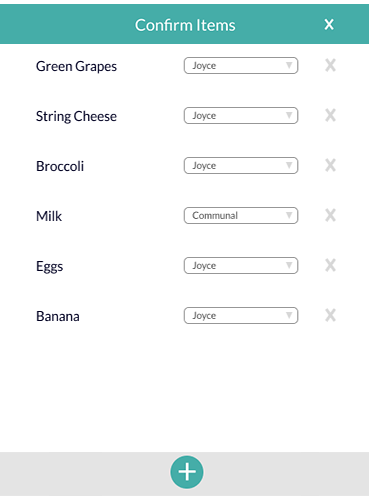 Confirm Items x
Green Grapes Joyce
String Cheese Joyce
Broccoli Joyce
Milk Communal
Eggs Joyce
Banana Joyce